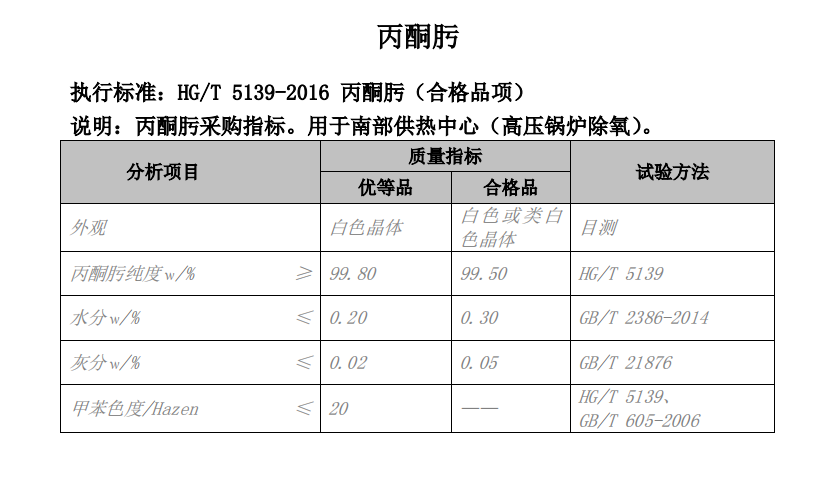 丙酮肟
执行标准：HG/T 5139-2016 丙酮肟（合格品项）
说明：丙酮肟采购指标。用于南部供热中心（高压锅炉除氧）。
分析项目 质量指标 试验方法
优等品 合格品
外观 白色晶体 白色或类白色晶体 目测
丙酮肟纯度 w/% ≥ 99.80 99.50 HG/T 5139
水分 w/% ≤ 0.20 0.30 GB/T 2386-2014
灰分 w/% ≤ 0.02 0.05 GB/T 21876
甲苯色度/Hazen ≤ 20 —— HG/T 5139、
GB/T 605-2006